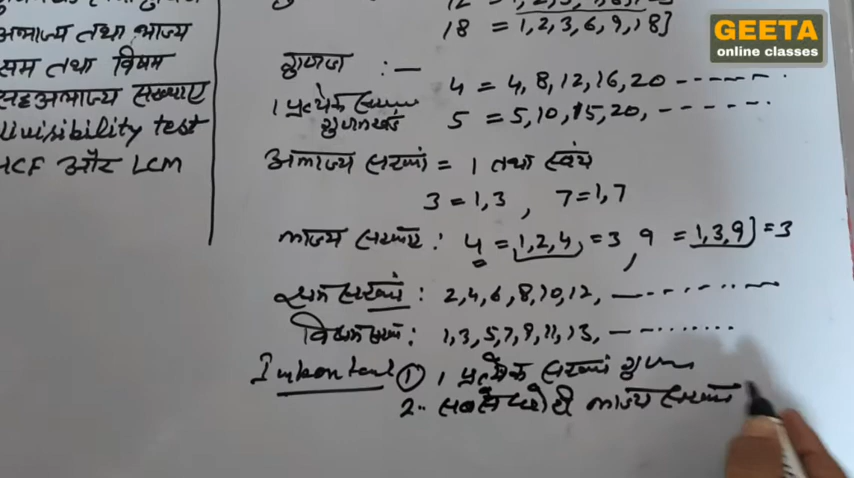 अभाज्य तथा भाज्य
सम तथा विषम
सहअभाज्य संख्याए
divisibility test
HCF और LCM
18 = 1, 2, 3, 6, 9, 18]
गुणज :—
4 = 4, 8, 12, 16, 20 -------
1 प्रत्येक
5 = 5, 10, 15, 20, ------
अभाज्य = 1 तथा स्वंय
3 = 1, 3 , 7 = 1, 7
भाज्य : 4 = 1, 2, 4, = 3 , 9 = 1, 3, 9] = 3
सम : 2, 4, 6, 8, 10, 12, -------
विषम : 1, 3, 5, 7, 9, 11, 13, -------
Important ① 1 प्रत्येक
2.. सबसे छोटी भाज्य
GEETA
online classes